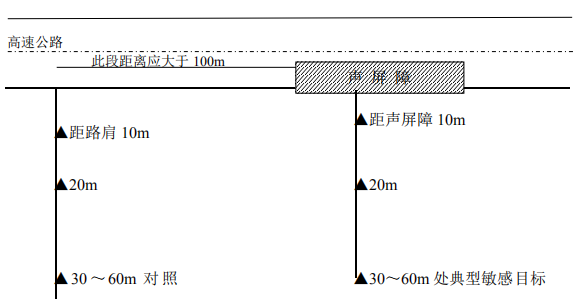 高速公路
此段距离应大于 100m
声 屏 障
▲距声屏障 10m
▲距路肩 10m
▲20m
▲20m
▲30～60m 对照
▲30～60m 处典型敏感目标